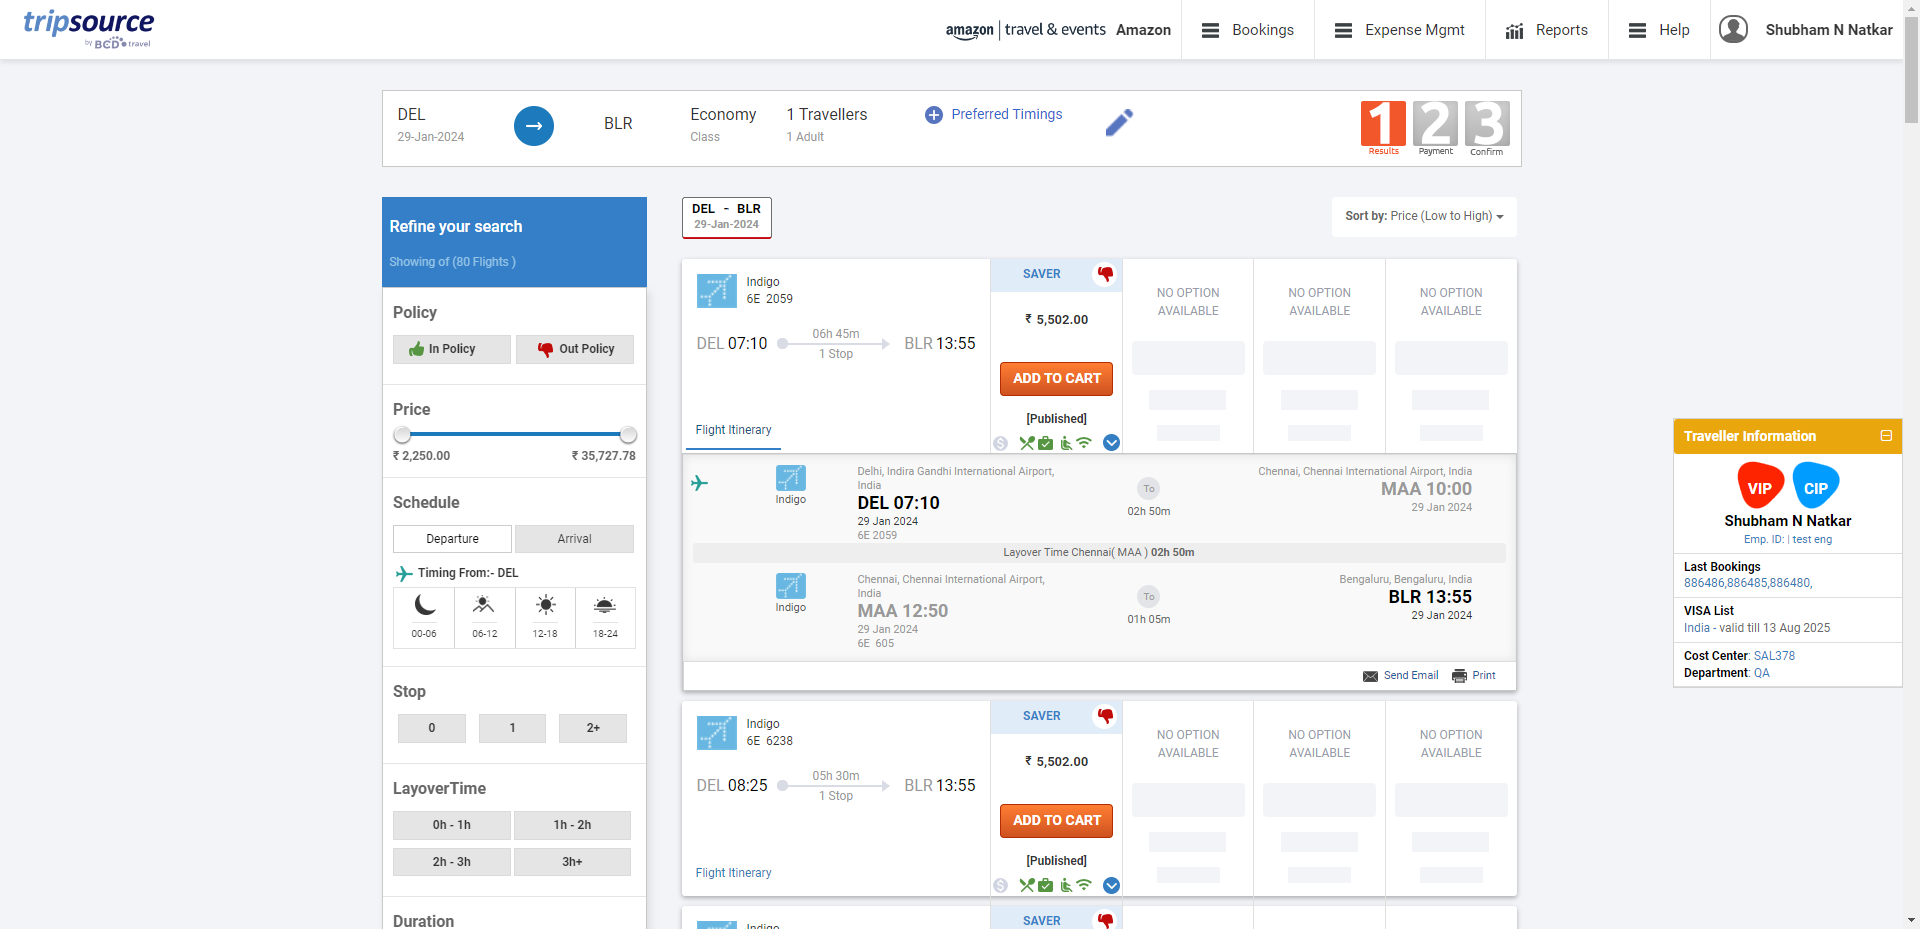 tripsource
by BCD travel
amazon | travel & events Amazon
Bookings
Expense Mgmt
Reports
Help
Shubham N Natkar
DEL
29-Jan-2024
BLR
Economy
Class
1 Travellers
1 Adult
Preferred Timings
1 2 3
Results Payment Confirm
Refine your search
Showing of (80 Flights )
Policy
In Policy
Out Policy
Price
₹ 2,250.00
₹ 35,727.78
Schedule
Departure
Arrival
Timing From:- DEL
00-06
06-12
12-18
18-24
Stop
0
1
2+
LayoverTime
0h - 1h
1h - 2h
2h - 3h
3h+
Duration
DEL - BLR
29-Jan-2024
Sort by: Price (Low to High)
Indigo
6E 2059
DEL 07:10
06h 45m
1 Stop
BLR 13:55
Flight Itinerary
SAVER
₹ 5,502.00
ADD TO CART
[Published]
NO OPTION
AVAILABLE
NO OPTION
AVAILABLE
NO OPTION
AVAILABLE
Indigo
Delhi, Indira Gandhi International Airport,
India
DEL 07:10
29 Jan 2024
6E 2059
To
02h 50m
Chennai, Chennai International Airport, India
MAA 10:00
29 Jan 2024
Layover Time Chennai( MAA ) 02h 50m
Indigo
Chennai, Chennai International Airport,
India
MAA 12:50
29 Jan 2024
6E 605
To
01h 05m
Bengaluru, Bengaluru, India
BLR 13:55
29 Jan 2024
Send Email
Print
Indigo
6E 6238
DEL 08:25
05h 30m
1 Stop
BLR 13:55
Flight Itinerary
SAVER
₹ 5,502.00
ADD TO CART
[Published]
NO OPTION
AVAILABLE
NO OPTION
AVAILABLE
NO OPTION
AVAILABLE
Indigo
SAVER
Traveller Information
VIP
CIP
Shubham N Natkar
Emp. ID: | test eng
Last Bookings
886486,886485,886480,
VISA List
India - valid till 13 Aug 2025
Cost Center: SAL378
Department: QA